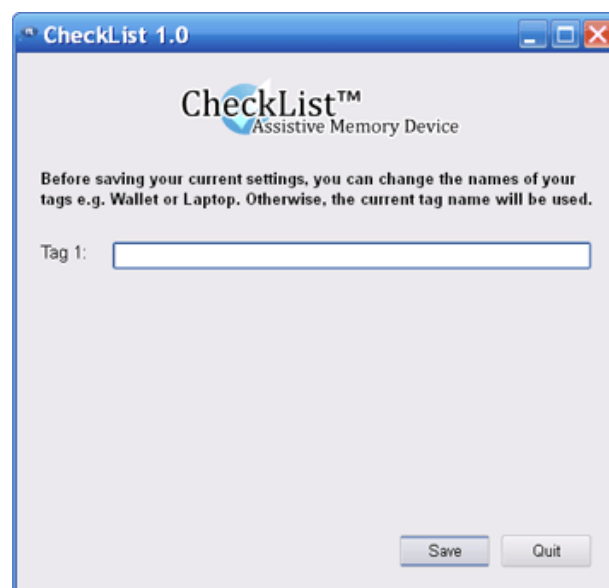 CheckList 1.0
CheckList™
Assistive Memory Device
Before saving your current settings, you can change the names of your
tags e.g. Wallet or Laptop. Otherwise, the current tag name will be used.
Tag 1:
Save Quit